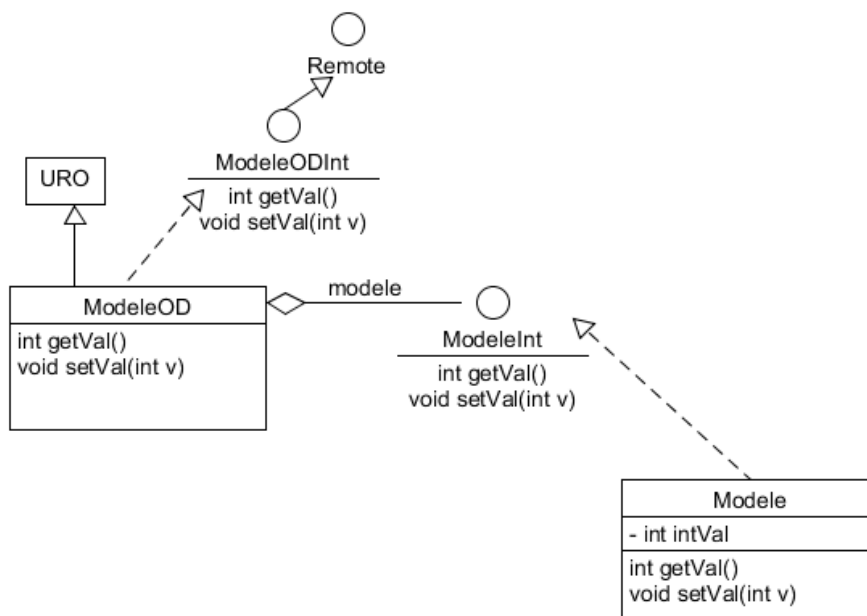 Remote
ModeleODInt
int getVal()
void setVal(int v)
URO
ModeleOD
int getVal()
void setVal(int v)
modele
ModeleInt
int getVal()
void setVal(int v)
Modele
- int intVal
int getVal()
void setVal(int v)